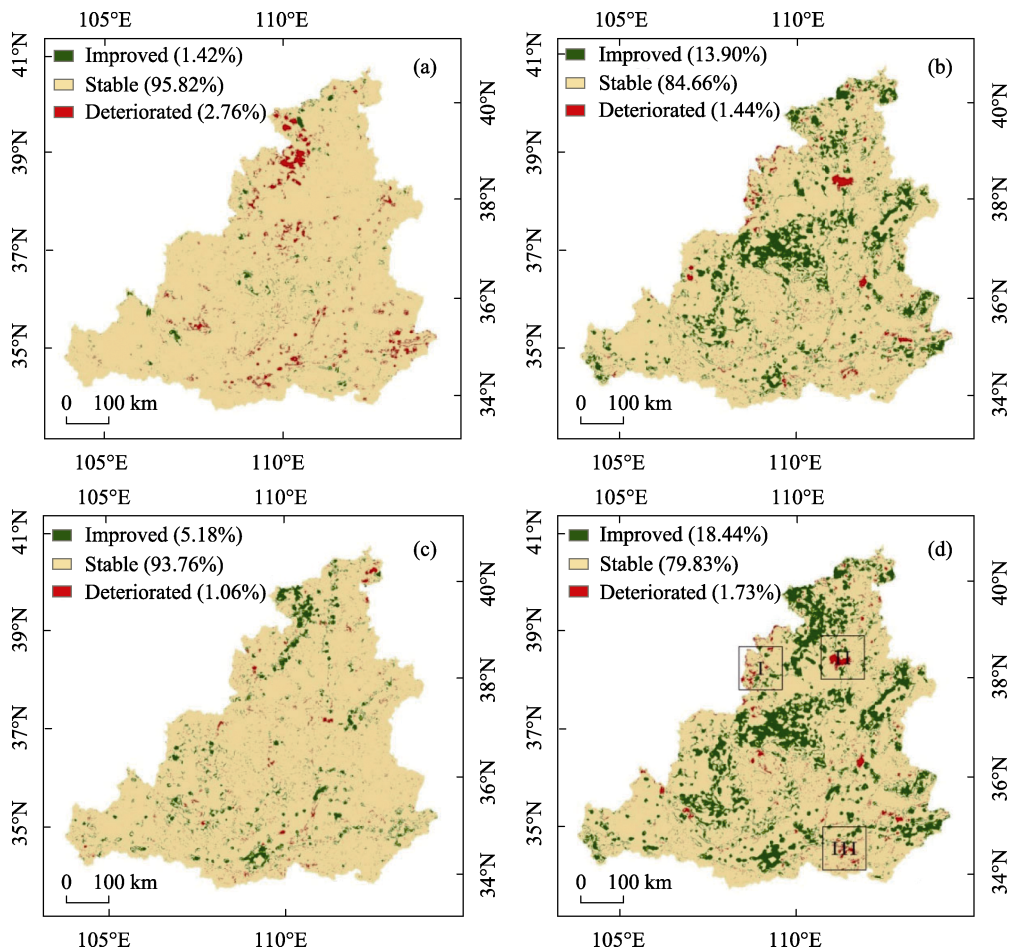 105°E 110°E
41°N
39°N
37°N
35°N
40°N
38°N
36°N
34°N
Improved (1.42%)
Stable (95.82%)
Deteriorated (2.76%)
(a)
0 100 km
105°E 110°E
105°E 110°E
41°N
39°N
37°N
35°N
40°N
38°N
36°N
34°N
Improved (13.90%)
Stable (84.66%)
Deteriorated (1.44%)
(b)
0 100 km
105°E 110°E
105°E 110°E
41°N
39°N
37°N
35°N
40°N
38°N
36°N
34°N
Improved (5.18%)
Stable (93.76%)
Deteriorated (1.06%)
(c)
0 100 km
105°E 110°E
105°E 110°E
41°N
39°N
37°N
35°N
40°N
38°N
36°N
34°N
Improved (18.44%)
Stable (79.83%)
Deteriorated (1.73%)
(d)
I
II
III
0 100 km
105°E 110°E